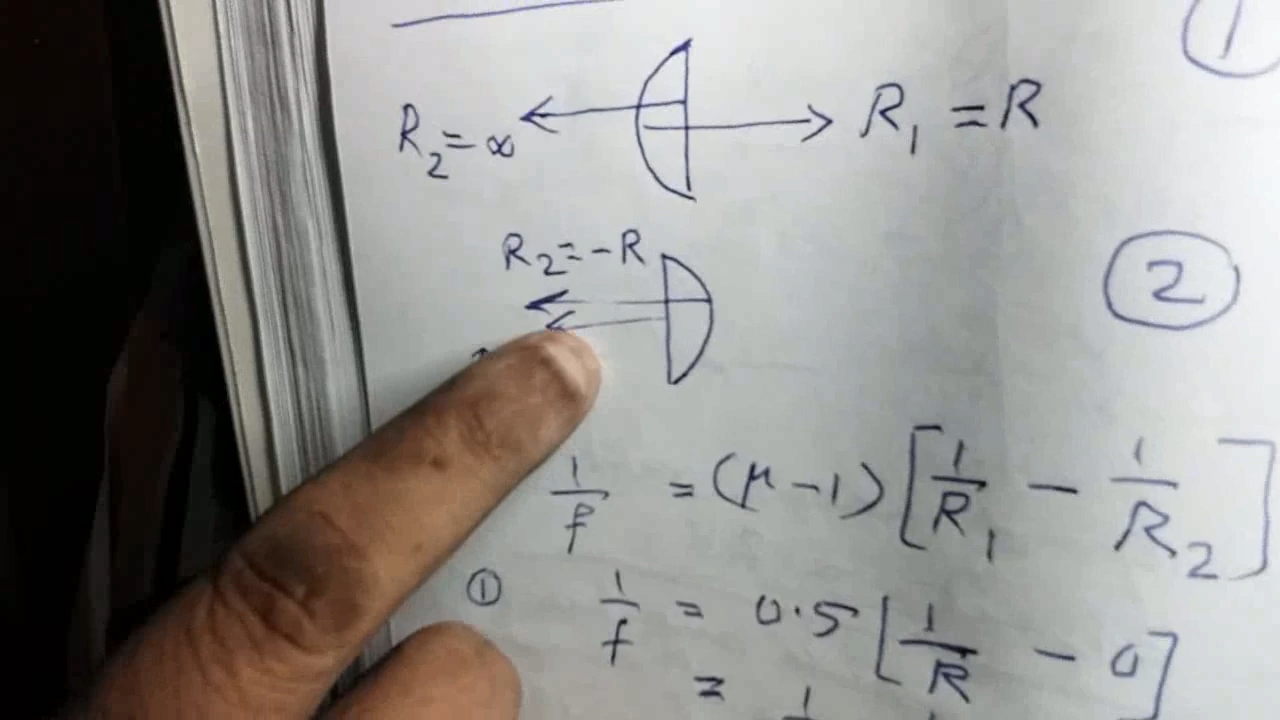 ①
R₂ = ∞
R₁ = R
R₂ = -R
②
1/f = (μ - 1) [1/R₁ - 1/R₂]
① 1/f = 0.5 [1/R - 0]
=